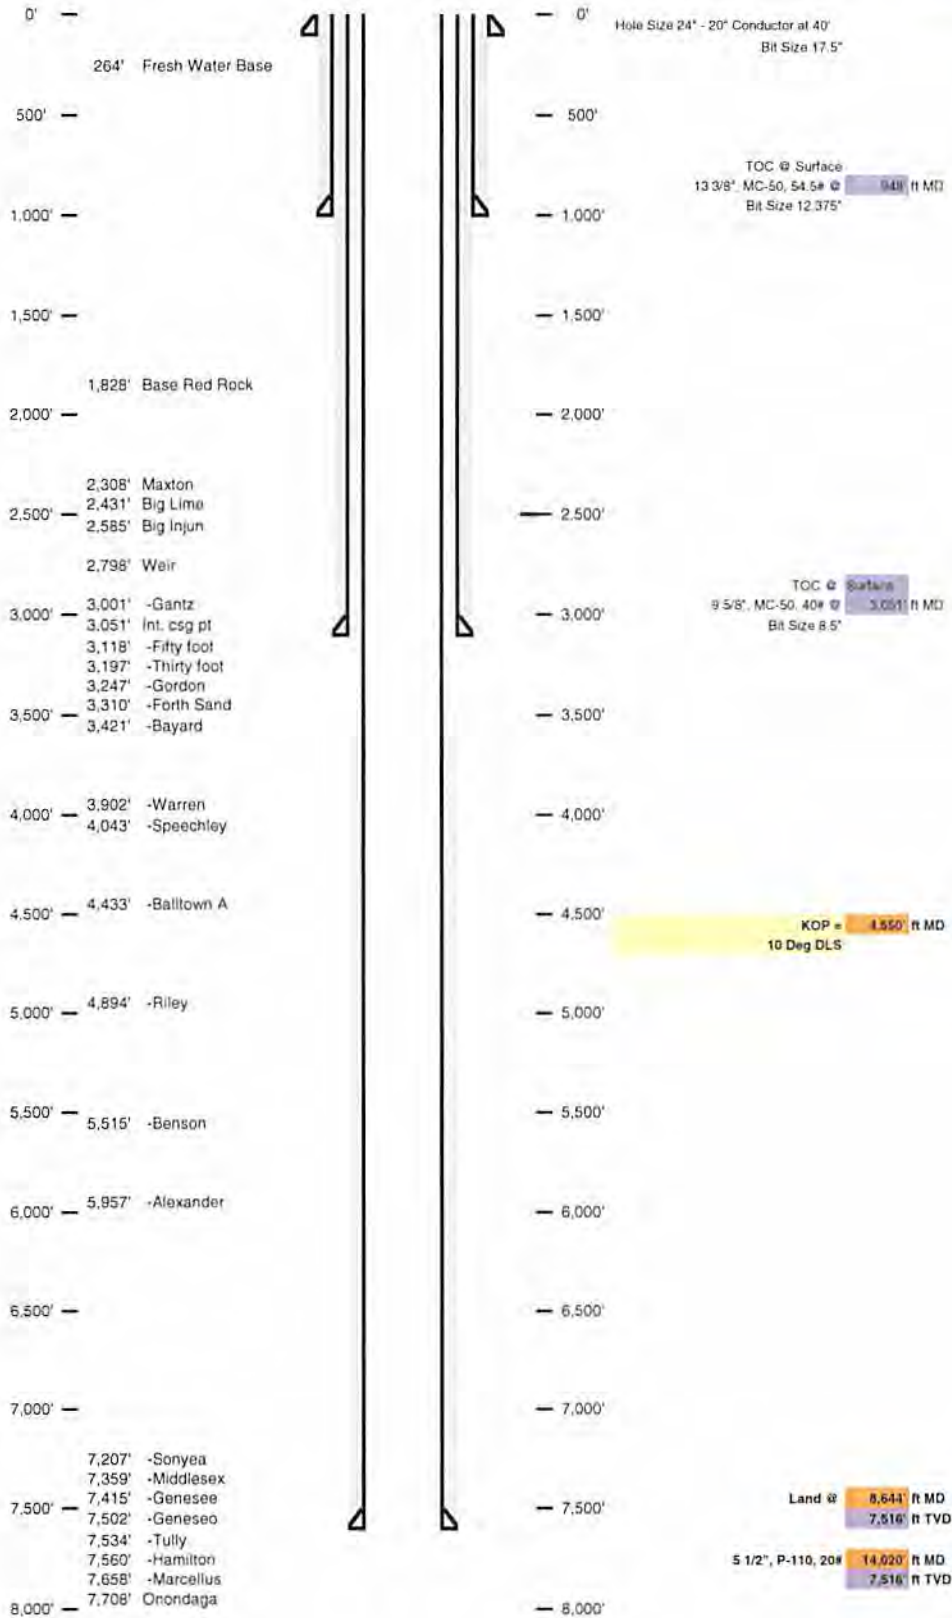 0' 0' Hole Size 24" - 20" Conductor at 40'
Bit Size 17.5"
264' Fresh Water Base
500' 500'
TOC @ Surface
13 3/8", MC-50, 54.5# @ 948' ft MD
1,000' 1,000' Bit Size 12.375"
1,500' 1,500'
1,828' Base Red Rock
2,000' 2,000'
2,308' Maxton
2,431' Big Lime
2,500' 2,500'
2,585' Big Injun
2,798' Weir
TOC @ Surface
3,001' -Gantz 9 5/8", MC-50, 40# @ 3,051' ft MD
3,000' 3,000'
3,051' Int. csg pt Bit Size 8.5"
3,118' -Fifty foot
3,197' -Thirty foot
3,247' -Gordon
3,310' -Forth Sand
3,500' 3,500'
3,421' -Bayard
3,902' -Warren
4,000' 4,000'
4,043' -Speechley
4,433' -Balltown A
4,500' 4,500'
KOP = 4,550' ft MD
10 Deg DLS
4,894' -Riley
5,000' 5,000'
5,500' 5,500'
5,515' -Benson
5,957' -Alexander
6,000' 6,000'
6,500' 6,500'
7,000' 7,000'
7,207' -Sonyea
7,359' -Middlesex
7,415' -Genesee Land @ 8,644' ft MD
7,500' 7,500'
7,502' -Geneseo 7,516' ft TVD
7,534' -Tully
7,560' -Hamilton 5 1/2", P-110, 20# 14,020' ft MD
7,658' -Marcellus 7,516' ft TVD
7,708' Onondaga
8,000' 8,000'